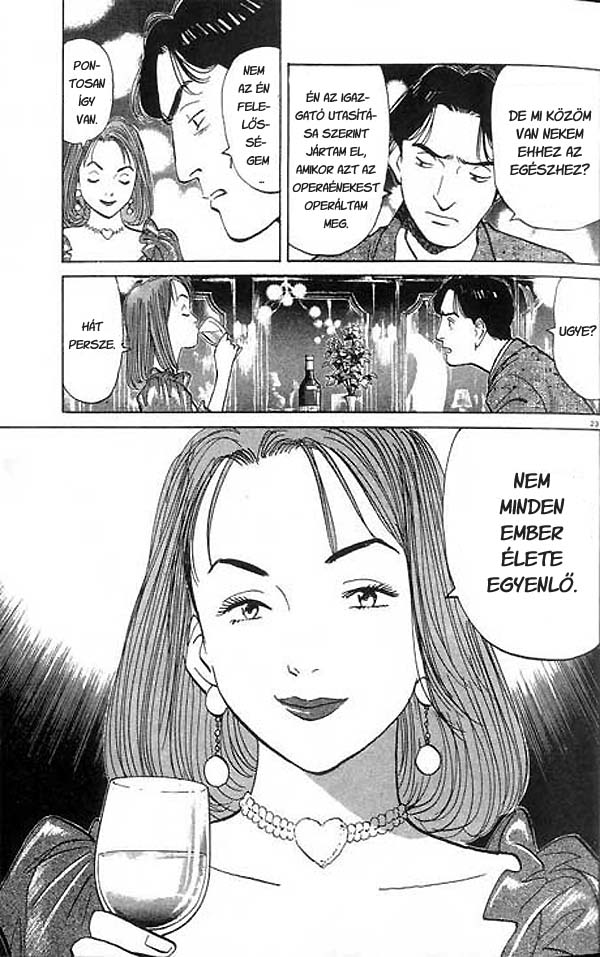 DE MI KÖZÖM
VAN NEKEM
EHHEZ AZ
EGÉSZHEZ?
ÉN AZ IGAZ-
GATÓ UTASÍTÁ-
SA SZERINT
JÁRTAM EL,
AMIKOR AZT AZ
OPERAÉNEKEST
OPERÁLTAM
MEG.
NEM
AZ ÉN
FELE-
LŐS-
SÉ-
GEM
...
PON-
TOSAN
ÍGY
VAN.
UGYE?
HÁT
PERSZE.
23
NEM
MINDEN
EMBER
ÉLETE
EGYENLŐ.